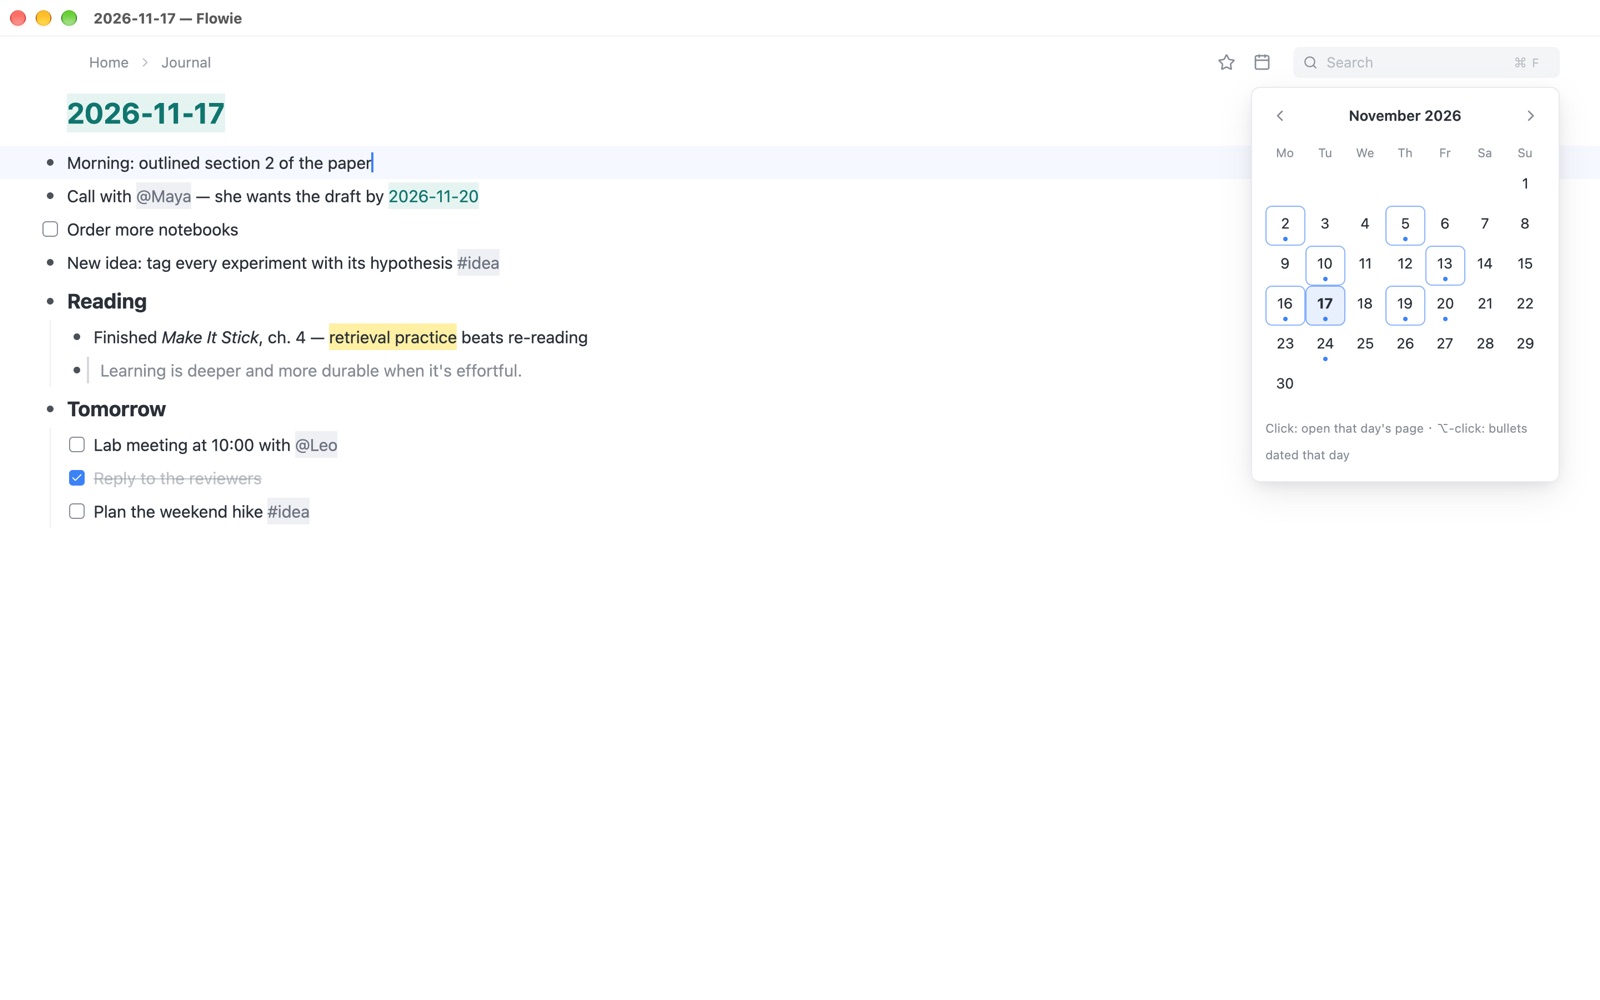 2026-11-17 — Flowie
Home > Journal
Search ⌘ F
2026-11-17
• Morning: outlined section 2 of the paper
• Call with @Maya — she wants the draft by 2026-11-20
Order more notebooks
• New idea: tag every experiment with its hypothesis #idea
• Reading
• Finished Make It Stick, ch. 4 — retrieval practice beats re-reading
• Learning is deeper and more durable when it's effortful.
• Tomorrow
Lab meeting at 10:00 with @Leo
Reply to the reviewers
Plan the weekend hike #idea
November 2026
Mo Tu We Th Fr Sa Su
1
2 3 4 5 6 7 8
9 10 11 12 13 14 15
16 17 18 19 20 21 22
23 24 25 26 27 28 29
30
Click: open that day's page · ⌥-click: bullets
dated that day